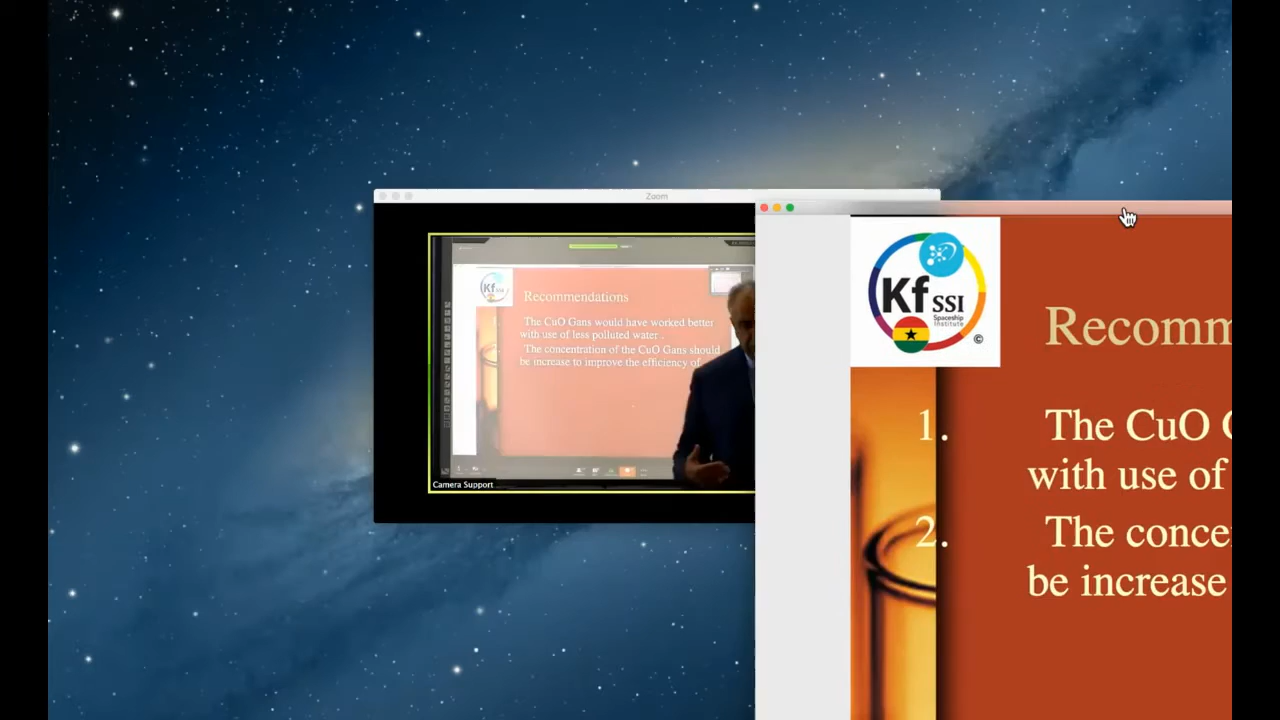 Zoom
Recommendations
The CuO Gans would have worked better
with use of less polluted water .
The concentration of the CuO Gans should
be increase to improve the efficiency of
Camera Support
Kf SSI
Spaceship
Institute
©
Recomm
1. The CuO
with use of
2. The conce
be increase